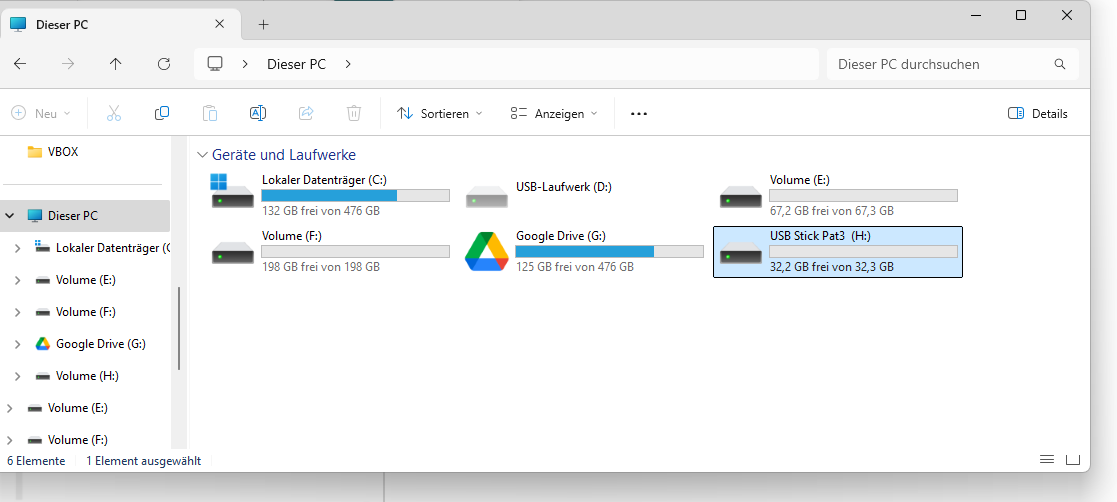 Dieser PC
Dieser PC
Dieser PC durchsuchen
Neu
Sortieren
Anzeigen
Details
VBOX
Dieser PC
Lokaler Datenträger (C
Volume (E:)
Volume (F:)
Google Drive (G:)
Volume (H:)
Volume (E:)
Volume (F:)
Geräte und Laufwerke
Lokaler Datenträger (C:)
132 GB frei von 476 GB
USB-Laufwerk (D:)
Volume (E:)
67,2 GB frei von 67,3 GB
Volume (F:)
198 GB frei von 198 GB
Google Drive (G:)
125 GB frei von 476 GB
USB Stick Pat3 (H:)
32,2 GB frei von 32,3 GB
6 Elemente
1 Element ausgewählt